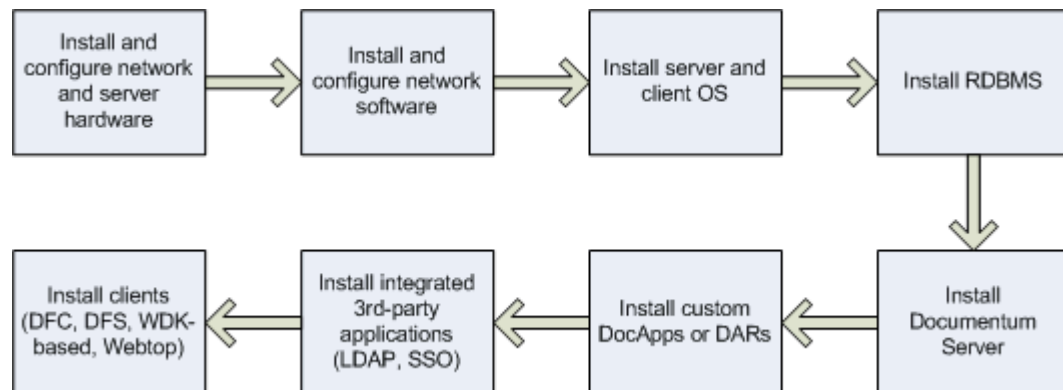 Install and
configure network
and server
hardware
Install and
configure network
software
Install server and
client OS
Install RDBMS
Install
Documentum
Server
Install custom
DocApps or DARs
Install integrated
3rd-party
applications
(LDAP, SSO)
Install clients
(DFC, DFS, WDK-
based, Webtop)